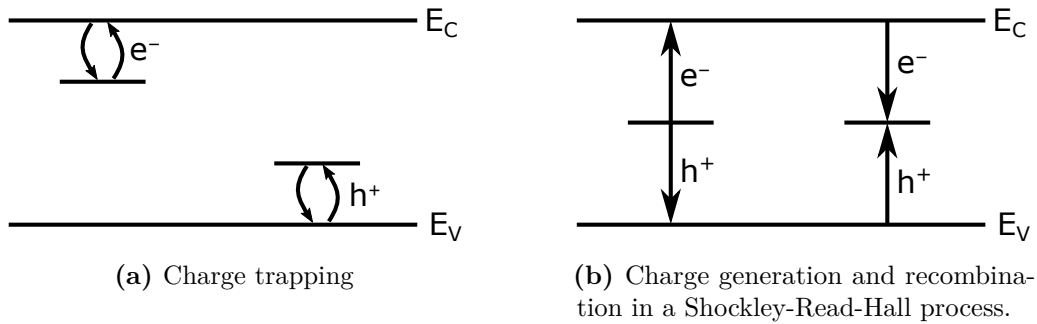 E_C
e⁻
h⁺
E_V
(a) Charge trapping
E_C
e⁻
e⁻
h⁺
h⁺
E_V
(b) Charge generation and recombina-
tion in a Shockley-Read-Hall process.